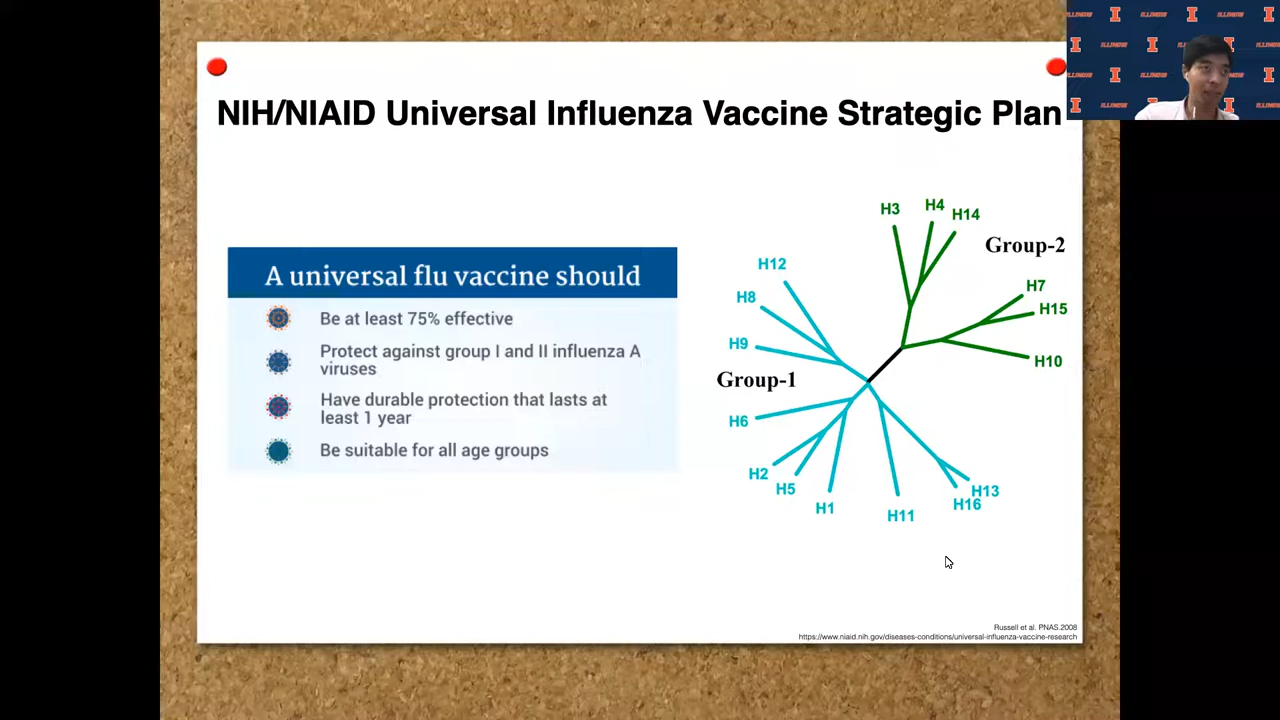 NIH/NIAID Universal Influenza Vaccine Strategic Plan
A universal flu vaccine should
Be at least 75% effective
Protect against group I and II influenza A
viruses
Have durable protection that lasts at
least 1 year
Be suitable for all age groups
H3
H4
H14
Group-2
H12
H8
H7
H15
H9
H10
Group-1
H6
H2
H5
H1
H11
H13
H16
Russell et al. PNAS.2008
https://www.niaid.nih.gov/diseases-conditions/universal-influenza-vaccine-research
ILLINOIS